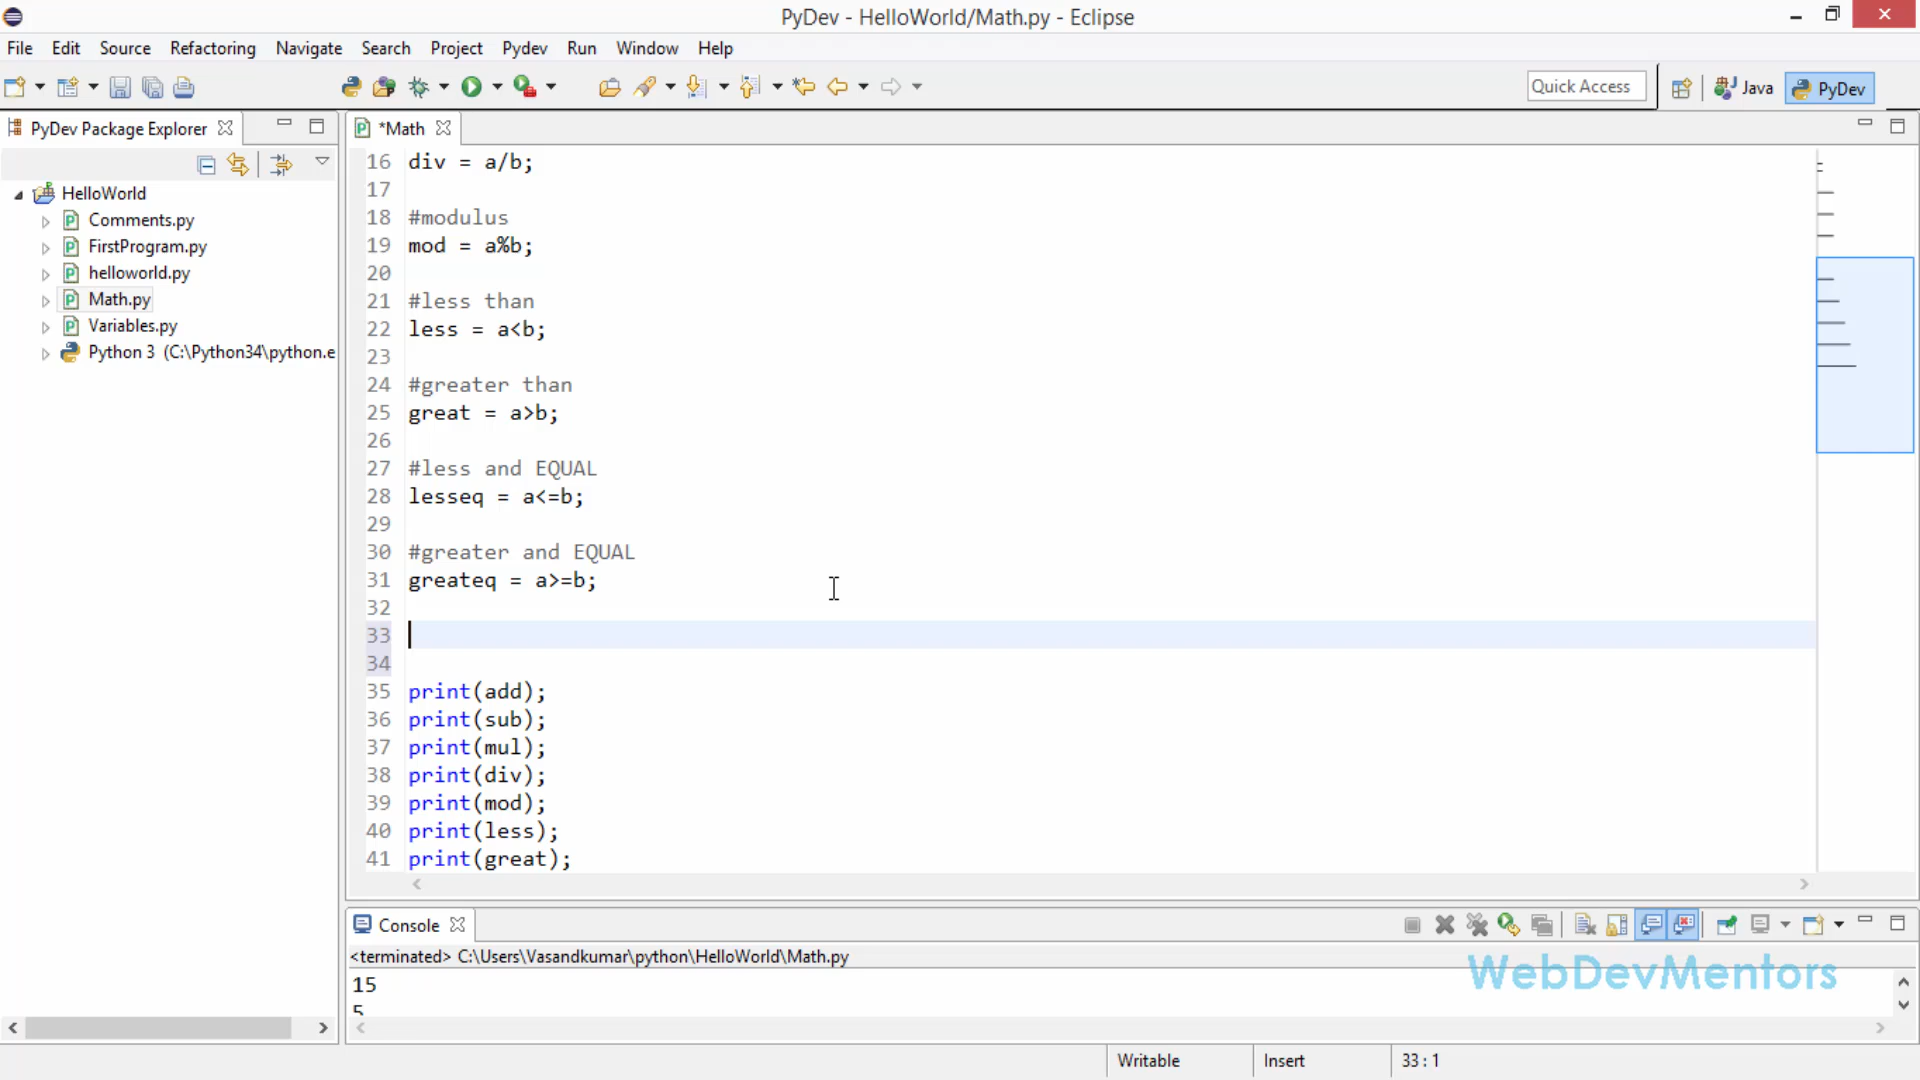 PyDev - HelloWorld/Math.py - Eclipse
File Edit Source Refactoring Navigate Search Project Pydev Run Window Help
Quick Access
Java
PyDev
PyDev Package Explorer
HelloWorld
Comments.py
FirstProgram.py
helloworld.py
Math.py
Variables.py
Python 3 (C:\Python34\python.e
*Math
16 div = a/b;
17
18 #modulus
19 mod = a%b;
20
21 #less than
22 less = a<b;
23
24 #greater than
25 great = a>b;
26
27 #less and EQUAL
28 lesseq = a<=b;
29
30 #greater and EQUAL
31 greateq = a>=b;
32
33
34
35 print(add);
36 print(sub);
37 print(mul);
38 print(div);
39 print(mod);
40 print(less);
41 print(great);
Console
<terminated> C:\Users\Vasandkumar\python\HelloWorld\Math.py
15
5
WebDevMentors
Writable Insert 33 : 1